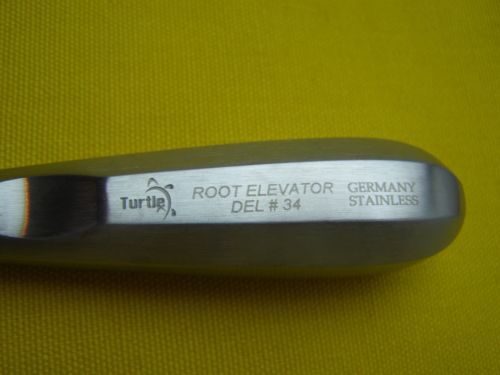 Turtle
ROOT ELEVATOR
DEL # 34
GERMANY
STAINLESS